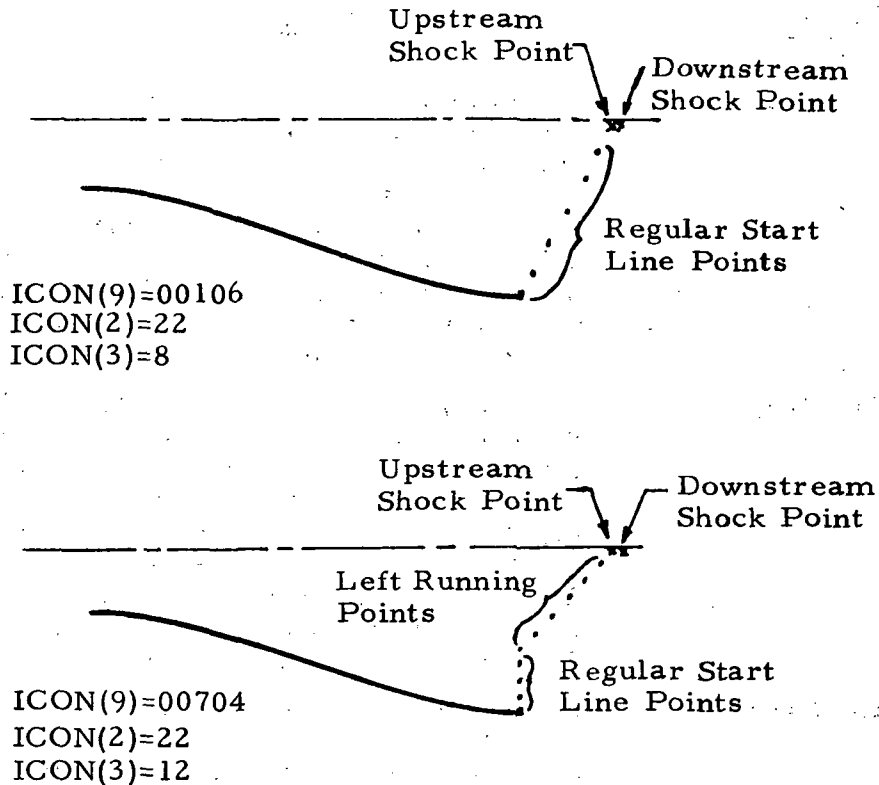 Upstream
Shock Point
Downstream
Shock Point
Regular Start
Line Points
ICON(9)=00106
ICON(2)=22
ICON(3)=8
Upstream
Shock Point
Downstream
Shock Point
Left Running
Points
Regular Start
Line Points
ICON(9)=00704
ICON(2)=22
ICON(3)=12